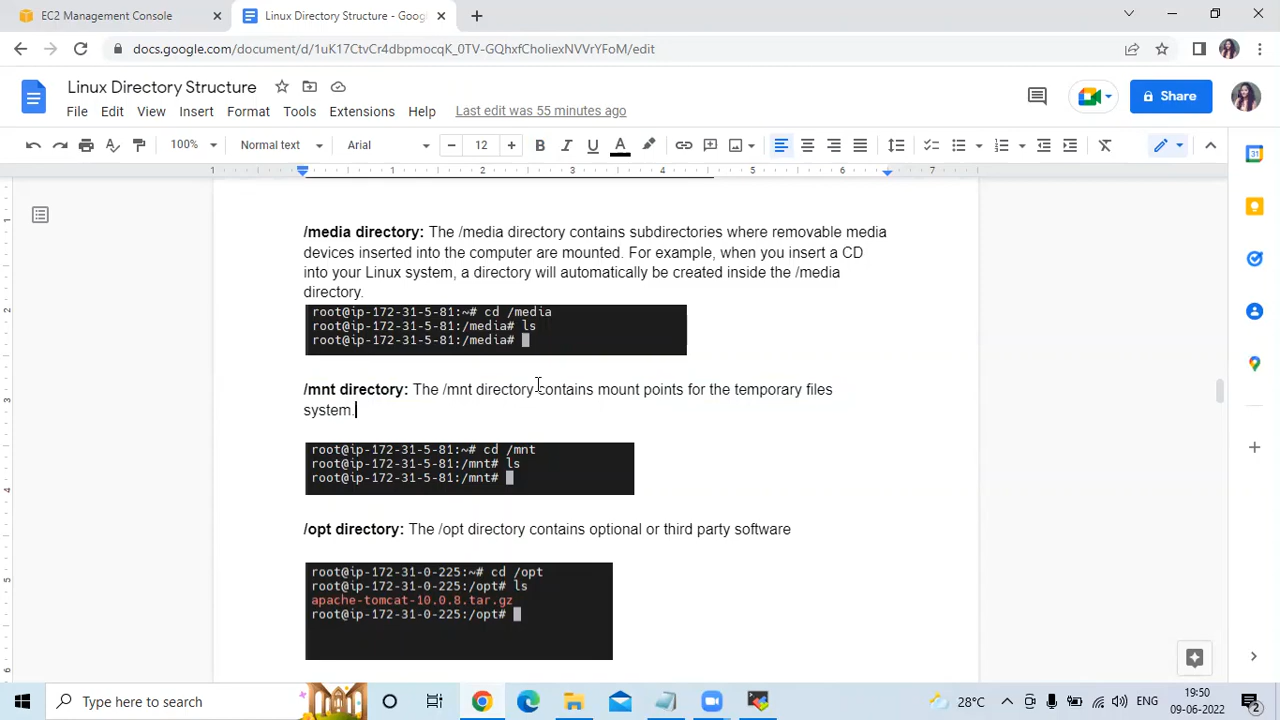 EC2 Management Console
Linux Directory Structure - Goog
docs.google.com/document/d/1uK17CtvCr4dbpmocqK_0TV-GQhxfCholiexNVVrYFoM/edit
Linux Directory Structure
File Edit View Insert Format Tools Extensions Help Last edit was 55 minutes ago
Share
100% Normal text Arial 12
1 1 2 3 4 5 6 7
/media directory: The /media directory contains subdirectories where removable media
devices inserted into the computer are mounted. For example, when you insert a CD
into your Linux system, a directory will automatically be created inside the /media
directory.
root@ip-172-31-5-81:~# cd /media
root@ip-172-31-5-81:/media# ls
root@ip-172-31-5-81:/media#
/mnt directory: The /mnt directory contains mount points for the temporary files
system.
root@ip-172-31-5-81:~# cd /mnt
root@ip-172-31-5-81:/mnt# ls
root@ip-172-31-5-81:/mnt#
/opt directory: The /opt directory contains optional or third party software
root@ip-172-31-0-225:~# cd /opt
root@ip-172-31-0-225:/opt# ls
apache-tomcat-10.0.8.tar.gz
root@ip-172-31-0-225:/opt#
Type here to search
28°C
ENG
19:50
09-06-2022
2